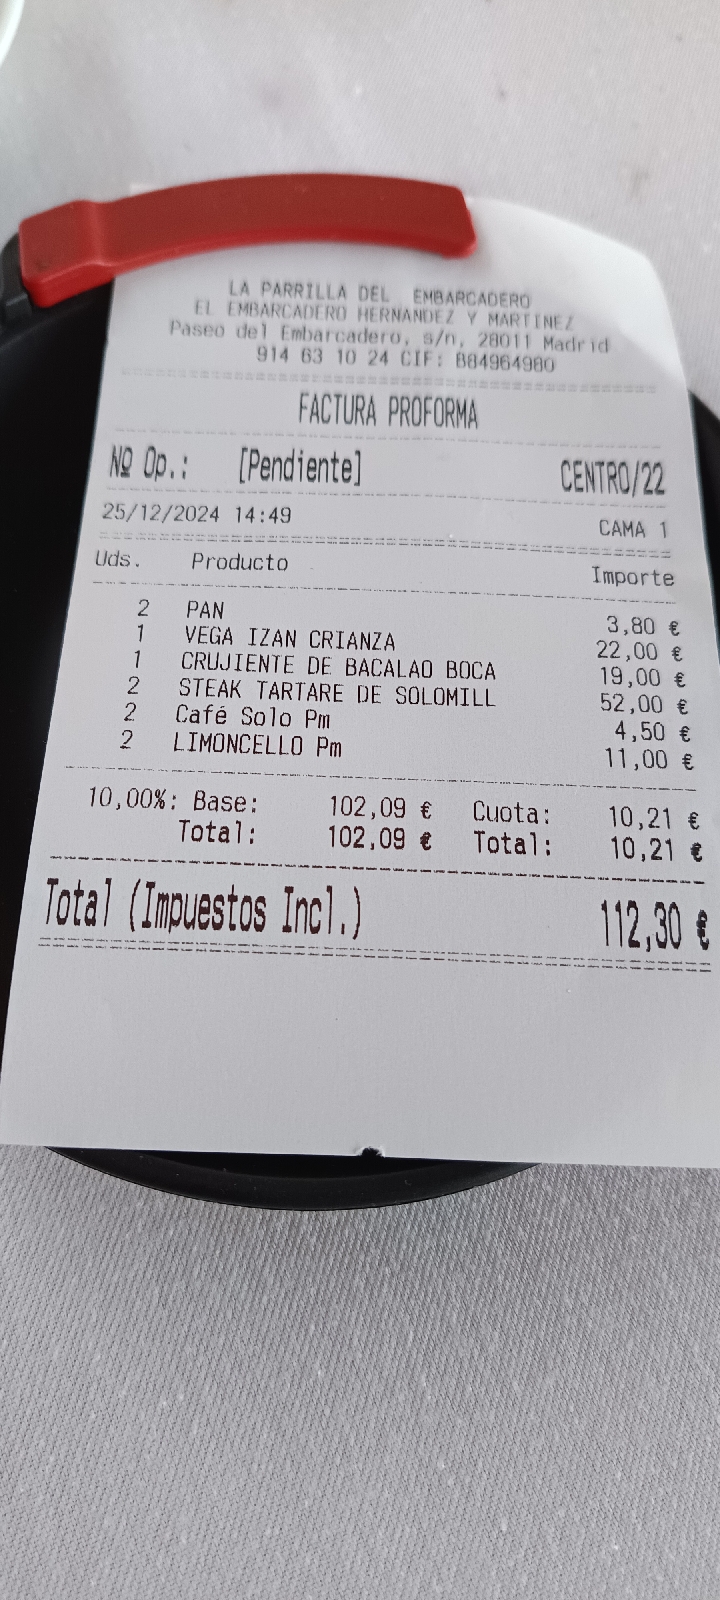 LA PARRILLA DEL EMBARCADERO
EL EMBARCADERO HERNANDEZ Y MARTINEZ
Paseo del Embarcadero, s/n, 28011 Madrid
914 63 10 24 CIF: B84964980
FACTURA PROFORMA
Nº Op.: [Pendiente] CENTRO/22
25/12/2024 14:49 CAMA 1
Uds. Producto Importe
2 PAN 3,80 €
1 VEGA IZAN CRIANZA 22,00 €
1 CRUJIENTE DE BACALAO BOCA 19,00 €
2 STEAK TARTARE DE SOLOMILL 52,00 €
2 Café Solo Pm 4,50 €
2 LIMONCELLO Pm 11,00 €
10,00%: Base: 102,09 € Cuota: 10,21 €
Total: 102,09 € Total: 10,21 €
Total (Impuestos Incl.) 112,30 €